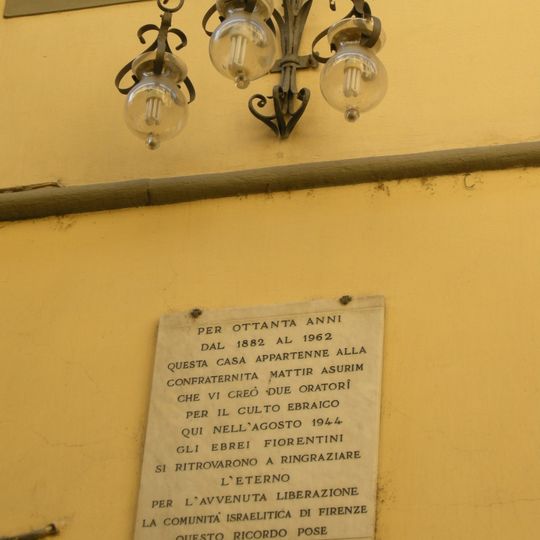 PER OTTANTA ANNI
DAL 1882 AL 1962
QUESTA CASA APPARTENNE ALLA
CONFRATERNITA MATTIR ASURIM
CHE VI CREÓ DUE ORATORÎ
PER IL CULTO EBRAICO
QUI NELL'AGOSTO 1944
GLI EBREI FIORENTINI
SI RITROVARONO A RINGRAZIARE
L'ETERNO
PER L'AVVENUTA LIBERAZIONE
LA COMUNITÀ ISRAELITICA DI FIRENZE
QUESTO RICORDO POSE